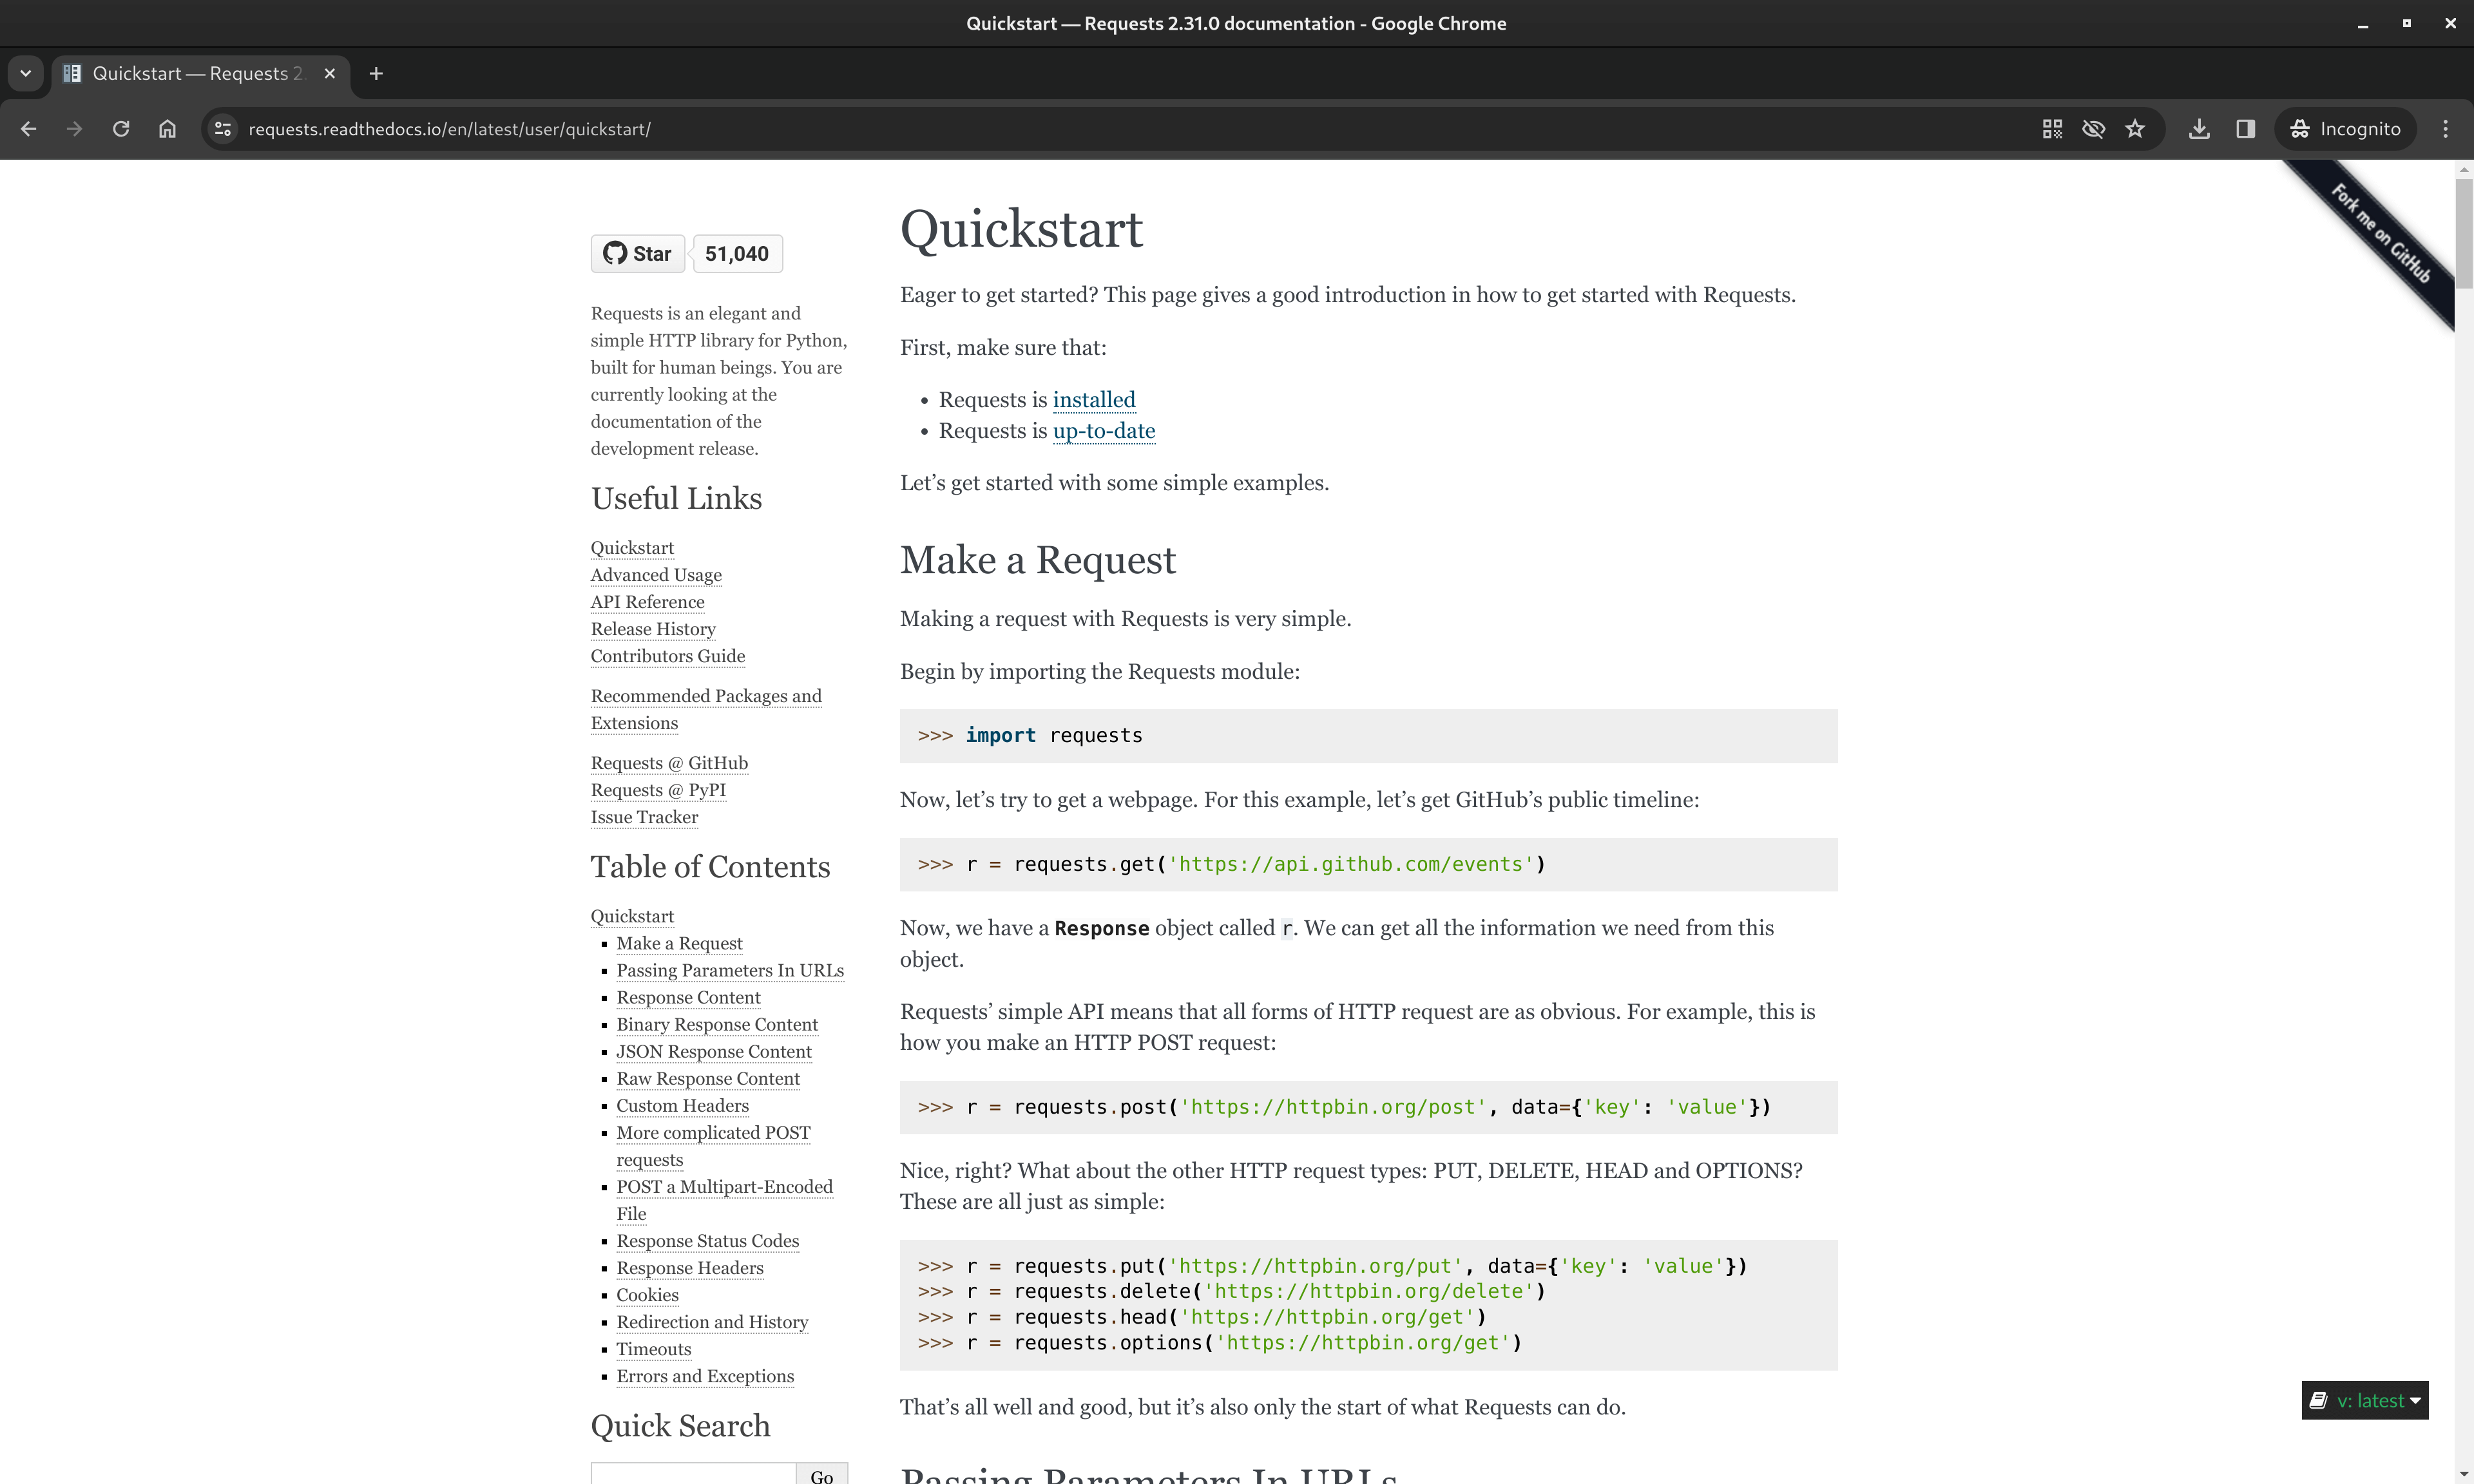 Quickstart — Requests 2.31.0 documentation - Google Chrome
Quickstart — Requests 2
requests.readthedocs.io/en/latest/user/quickstart/
Incognito
Fork me on GitHub
Star
51,040
Requests is an elegant and
simple HTTP library for Python,
built for human beings. You are
currently looking at the
documentation of the
development release.
Useful Links
Quickstart
Advanced Usage
API Reference
Release History
Contributors Guide
Recommended Packages and
Extensions
Requests @ GitHub
Requests @ PyPI
Issue Tracker
Table of Contents
Quickstart
Make a Request
Passing Parameters In URLs
Response Content
Binary Response Content
JSON Response Content
Raw Response Content
Custom Headers
More complicated POST
requests
POST a Multipart-Encoded
File
Response Status Codes
Response Headers
Cookies
Redirection and History
Timeouts
Errors and Exceptions
Quick Search
Go
Quickstart
Eager to get started? This page gives a good introduction in how to get started with Requests.
First, make sure that:
• Requests is installed
• Requests is up-to-date
Let’s get started with some simple examples.
Make a Request
Making a request with Requests is very simple.
Begin by importing the Requests module:
>>> import requests
Now, let’s try to get a webpage. For this example, let’s get GitHub’s public timeline:
>>> r = requests.get('https://api.github.com/events')
Now, we have a Response object called r. We can get all the information we need from this
object.
Requests’ simple API means that all forms of HTTP request are as obvious. For example, this is
how you make an HTTP POST request:
>>> r = requests.post('https://httpbin.org/post', data={'key': 'value'})
Nice, right? What about the other HTTP request types: PUT, DELETE, HEAD and OPTIONS?
These are all just as simple:
>>> r = requests.put('https://httpbin.org/put', data={'key': 'value'})
>>> r = requests.delete('https://httpbin.org/delete')
>>> r = requests.head('https://httpbin.org/get')
>>> r = requests.options('https://httpbin.org/get')
That’s all well and good, but it’s also only the start of what Requests can do.
Passing Parameters In URLs
v: latest